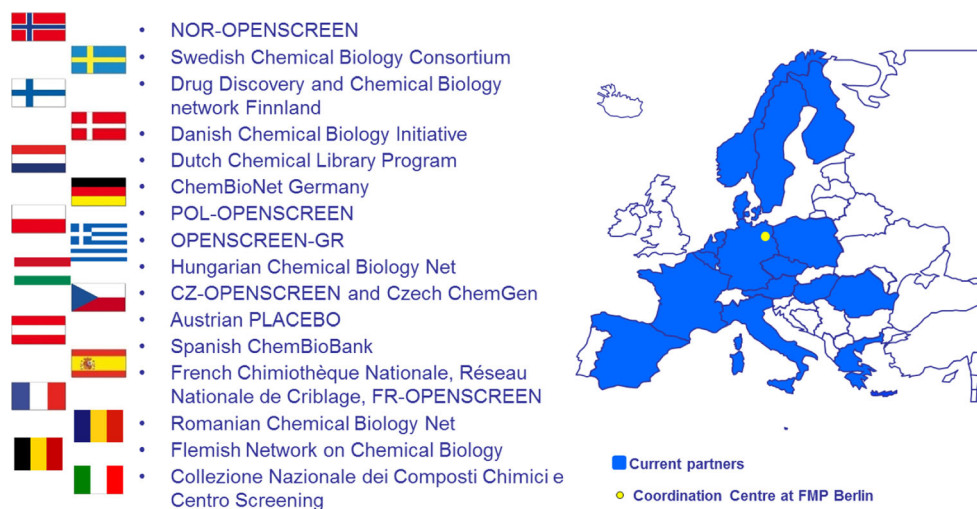 • NOR-OPENSCREEN
• Swedish Chemical Biology Consortium
• Drug Discovery and Chemical Biology
network Finnland
• Danish Chemical Biology Initiative
• Dutch Chemical Library Program
• ChemBioNet Germany
• POL-OPENSCREEN
• OPENSCREEN-GR
• Hungarian Chemical Biology Net
• CZ-OPENSCREEN and Czech ChemGen
• Austrian PLACEBO
• Spanish ChemBioBank
• French Chimiothèque Nationale, Réseau
Nationale de Criblage, FR-OPENSCREEN
• Romanian Chemical Biology Net
• Flemish Network on Chemical Biology
• Collezione Nazionale dei Composti Chimici e
Centro Screening
Current partners
Coordination Centre at FMP Berlin